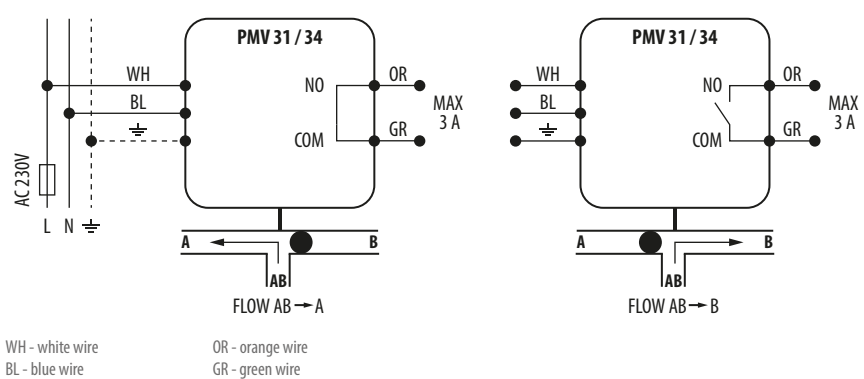 PMV 31 / 34
WH
NO
OR
BL
MAX
3 A
COM
GR
AC 230V
L N
A
B
AB
FLOW AB → A
PMV 31 / 34
WH
NO
OR
BL
MAX
3 A
COM
GR
A
B
AB
FLOW AB → B
WH - white wire
OR - orange wire
BL - blue wire
GR - green wire